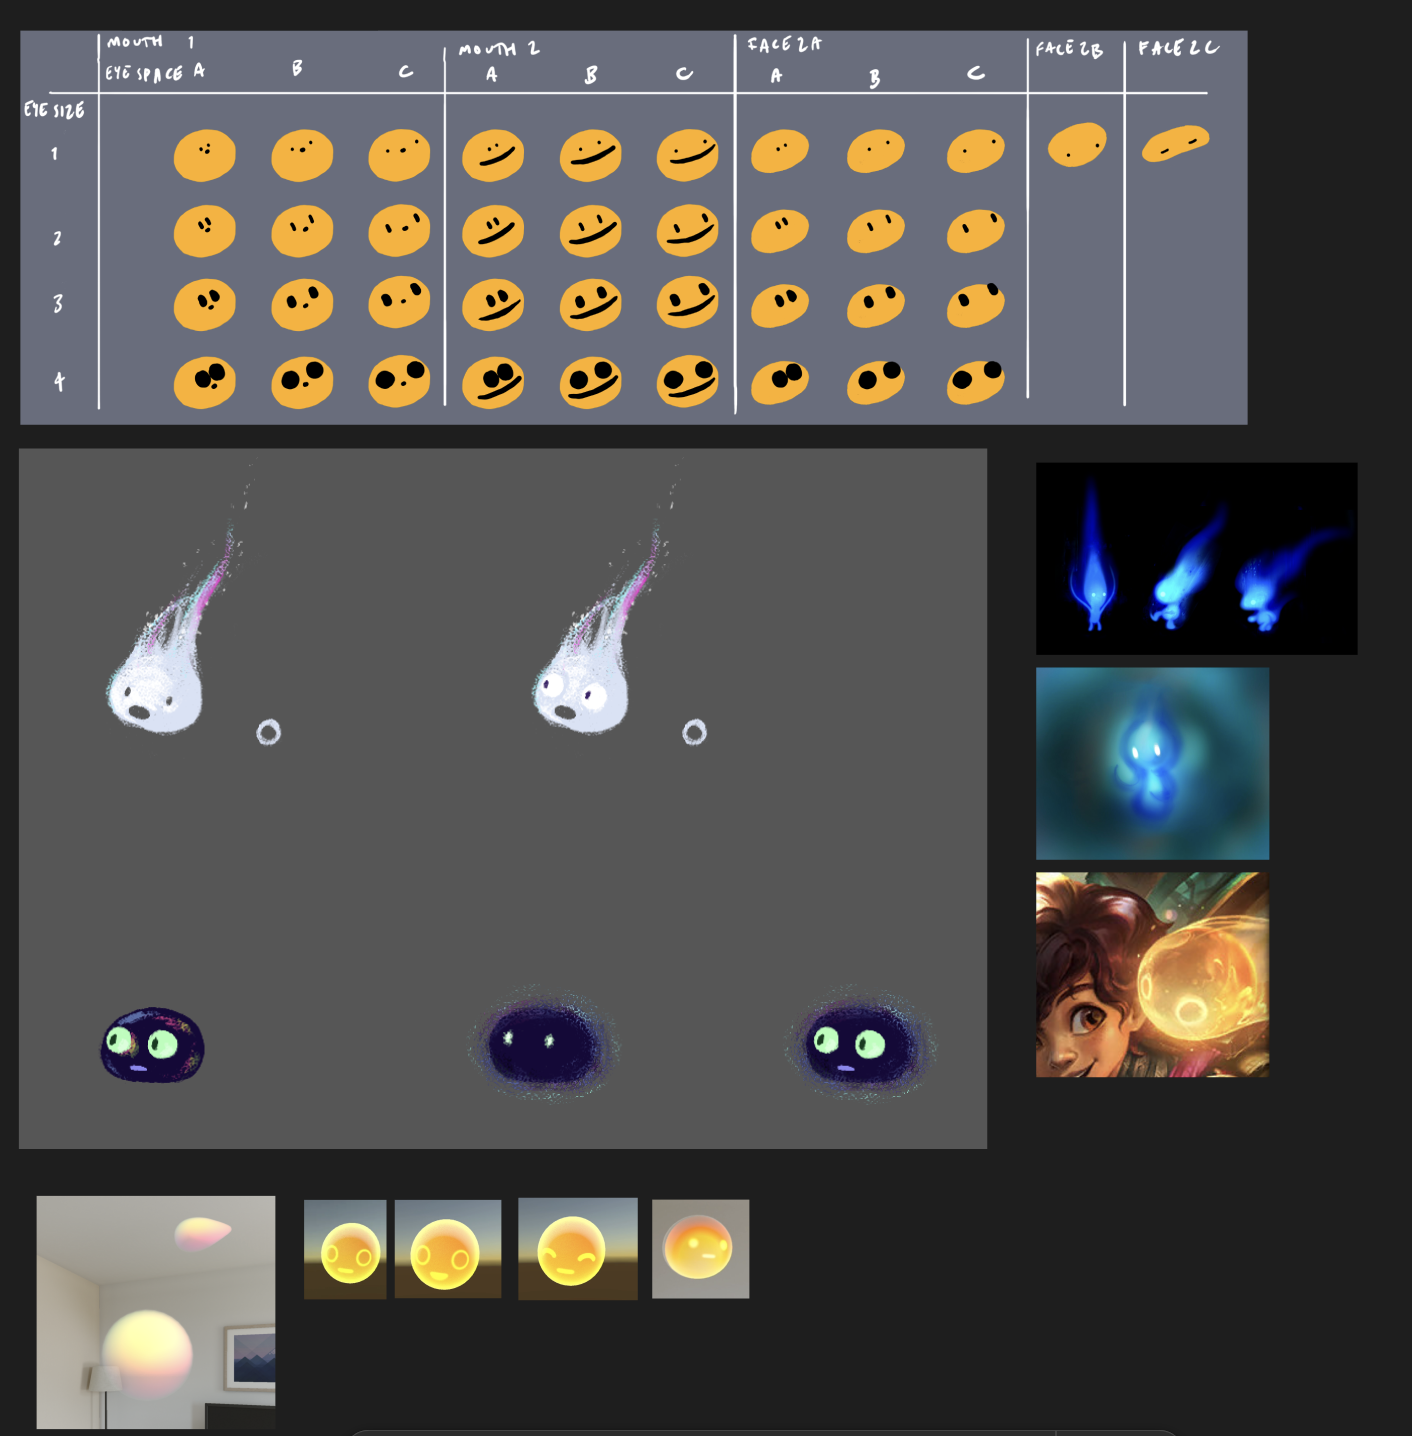 MOUTH 1
MOUTH 2
FACE 2A
FACE 2B
FACE 2C
EYE SPACE A B C
A B C
A B C
EYE SIZE
1
2
3
4